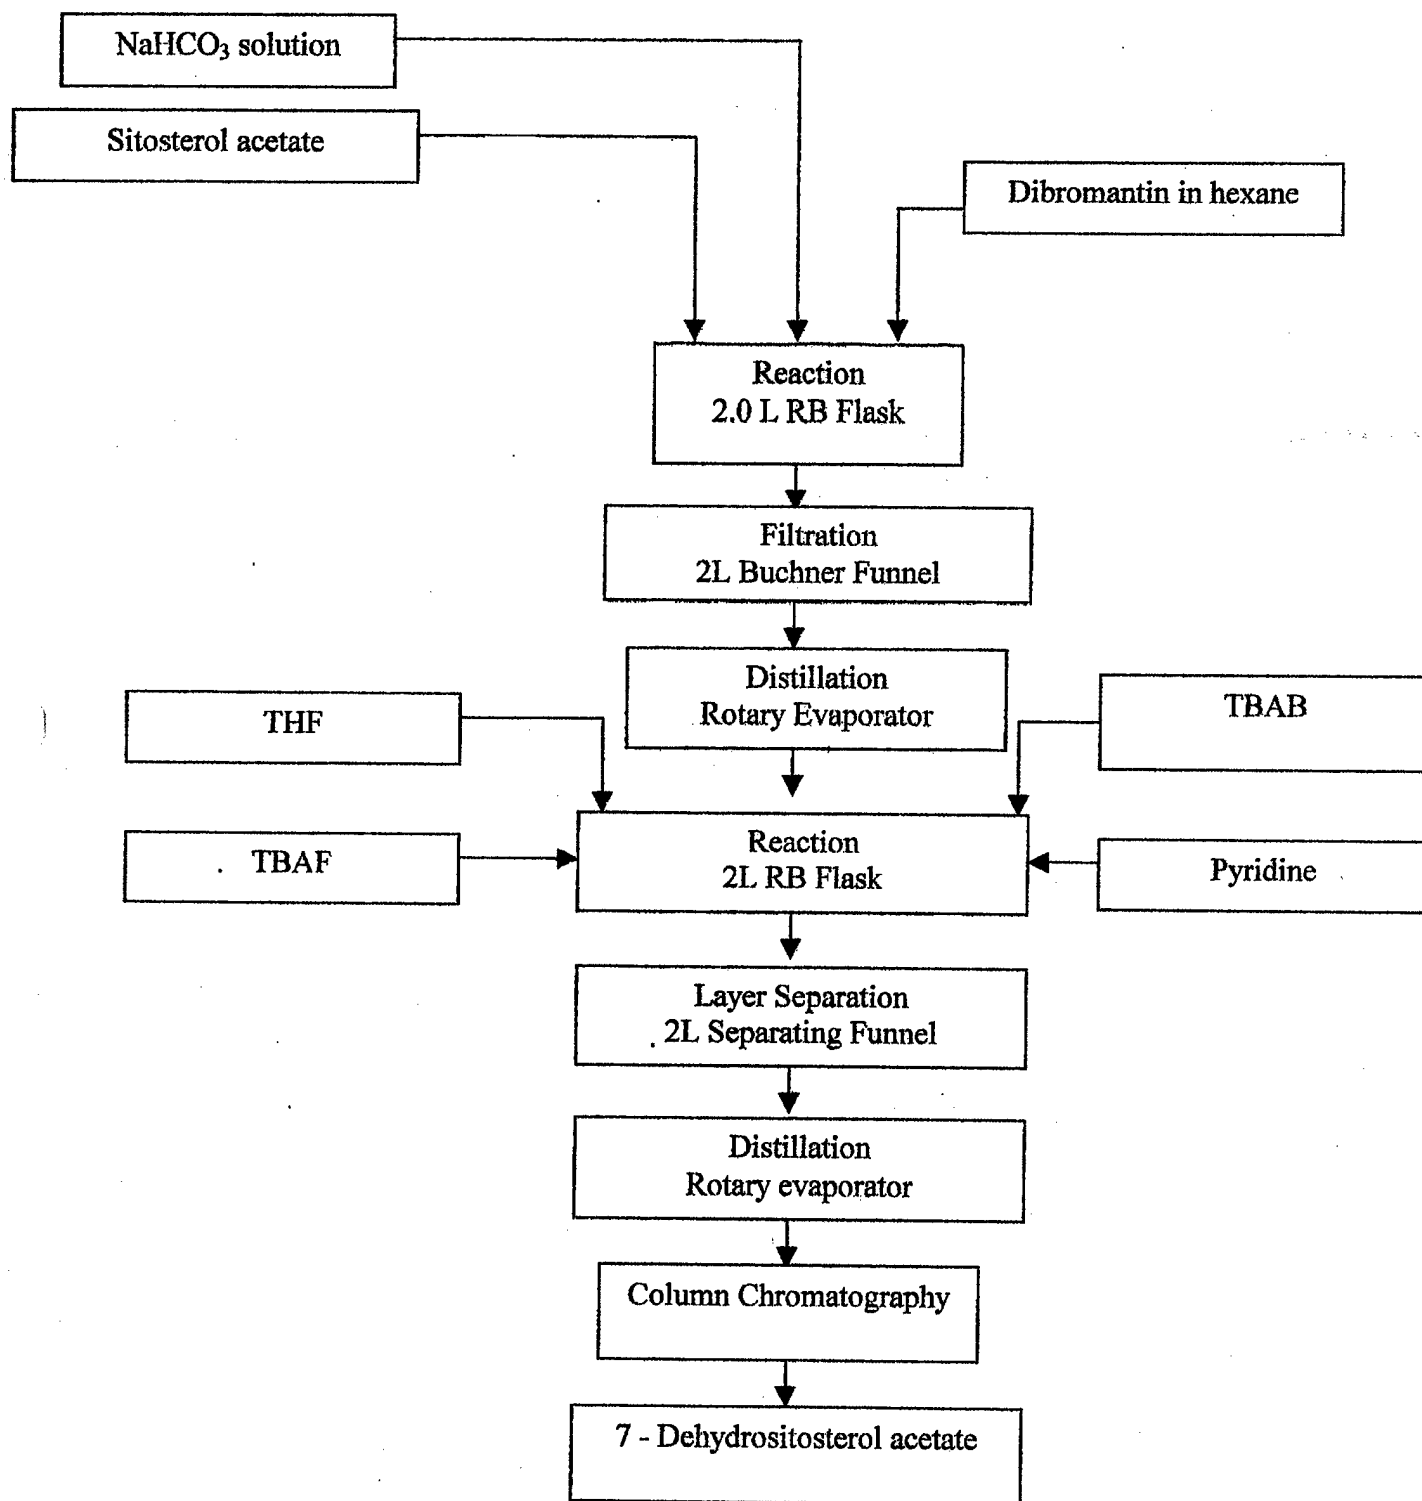 NaHCO₃ solution
Sitosterol acetate
Dibromantin in hexane
Reaction
2.0 L RB Flask
Filtration
2L Buchner Funnel
Distillation
Rotary Evaporator
THF
TBAB
TBAF
Reaction
2L RB Flask
Pyridine
Layer Separation
2L Separating Funnel
Distillation
Rotary evaporator
Column Chromatography
7 - Dehydrositosterol acetate